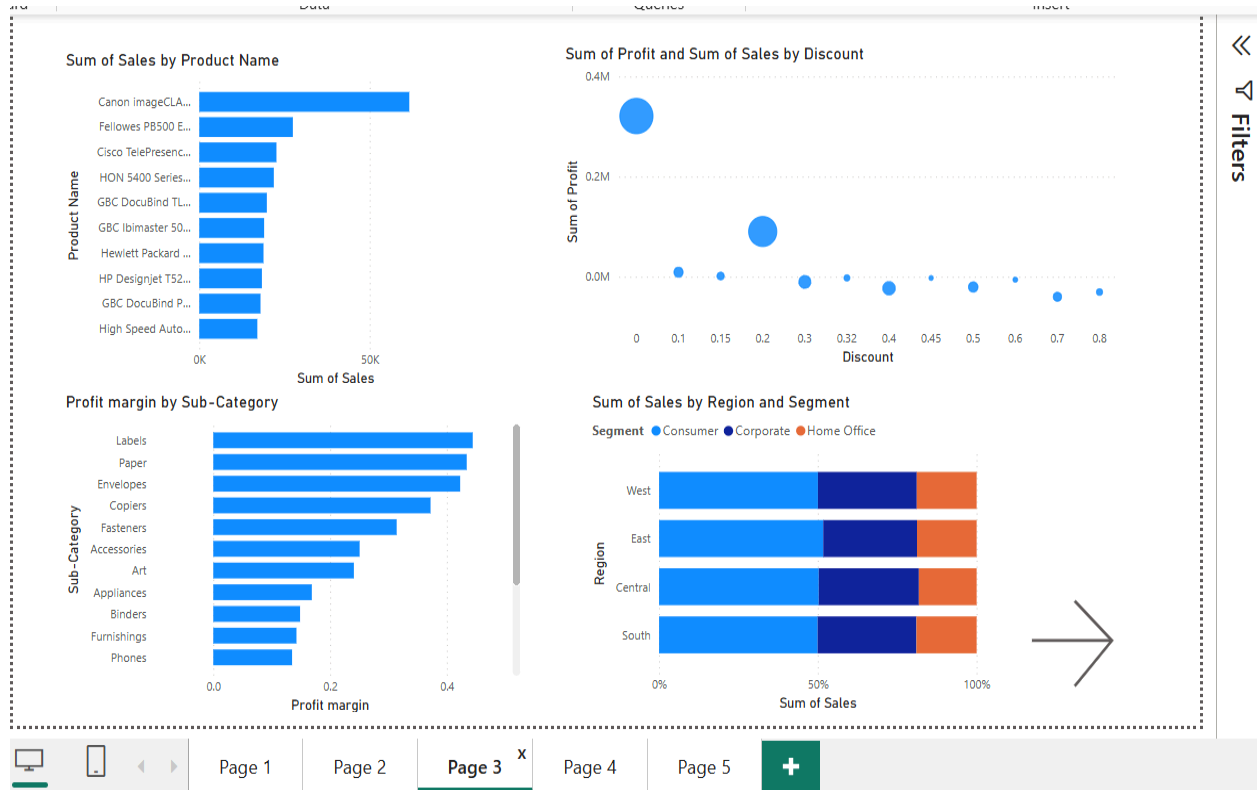 Data
Queries
Insert
Sum of Sales by Product Name
Product Name
Canon imageCLA...
Fellowes PB500 E...
Cisco TelePresenc...
HON 5400 Series...
GBC DocuBind TL...
GBC Ibimaster 50...
Hewlett Packard ...
HP Designjet T52...
GBC DocuBind P...
High Speed Auto...
0K
50K
Sum of Sales
Sum of Profit and Sum of Sales by Discount
Sum of Profit
0.4M
0.2M
0.0M
0 0.1 0.15 0.2 0.3 0.32 0.4 0.45 0.5 0.6 0.7 0.8
Discount
Filters
Profit margin by Sub-Category
Sub-Category
Labels
Paper
Envelopes
Copiers
Fasteners
Accessories
Art
Appliances
Binders
Furnishings
Phones
0.0 0.2 0.4
Profit margin
Sum of Sales by Region and Segment
Segment Consumer Corporate Home Office
Region
West
East
Central
South
0% 50% 100%
Sum of Sales
Page 1 Page 2 Page 3 x Page 4 Page 5 +